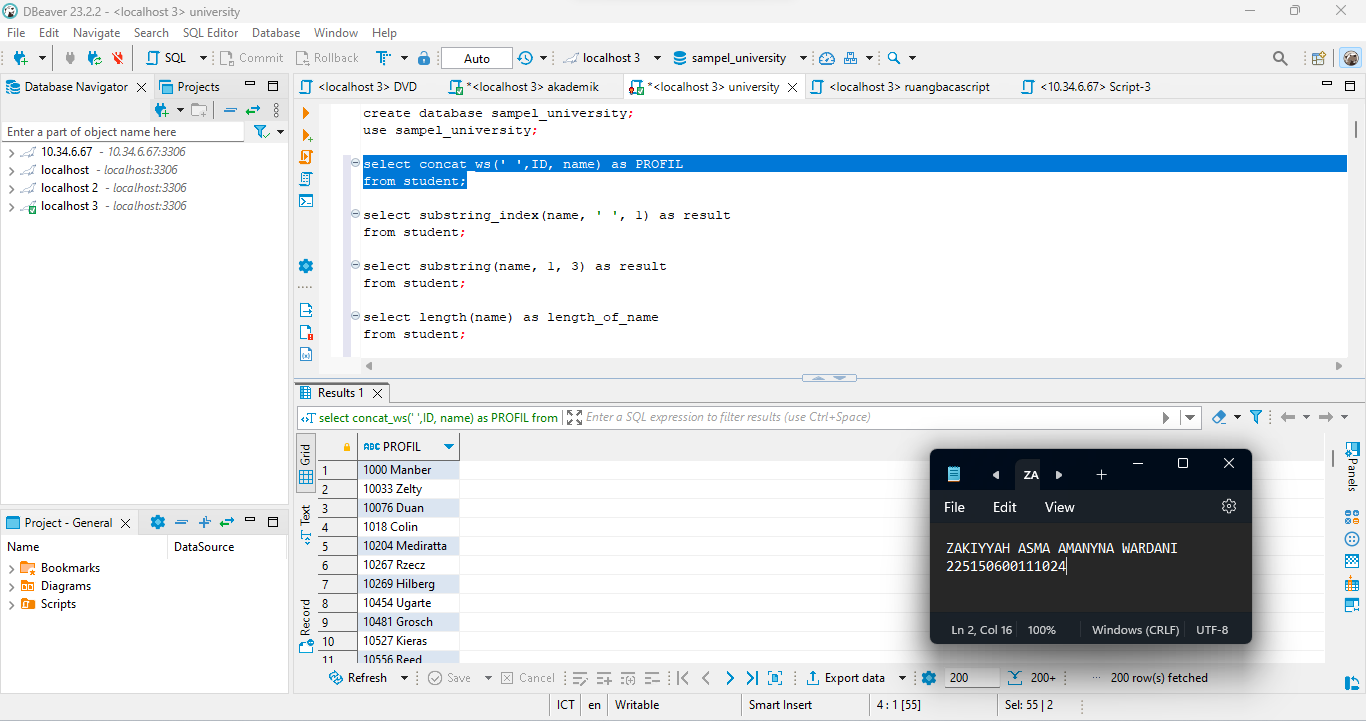 DBeaver 23.2.2 - <localhost 3> university
File Edit Navigate Search SQL Editor Database Window Help
SQL Commit Rollback Auto localhost 3 sampel_university
Database Navigator Projects
<localhost 3> DVD *<localhost 3> akademik *<localhost 3> university <localhost 3> ruangbacascript <10.34.6.67> Script-3
Enter a part of object name here
10.34.6.67 - 10.34.6.67:3306
localhost - localhost:3306
localhost 2 - localhost:3306
localhost 3 - localhost:3306
create database sampel_university;
use sampel_university;
select concat_ws(' ',ID, name) as PROFIL
from student;
select substring_index(name, ' ', 1) as result
from student;
select substring(name, 1, 3) as result
from student;
select length(name) as length_of_name
from student;
Results 1
select concat_ws(' ',ID, name) as PROFIL from Enter a SQL expression to filter results (use Ctrl+Space)
Grid
Text
Record
ABC PROFIL
1 1000 Manber
2 10033 Zelty
3 10076 Duan
4 1018 Colin
5 10204 Mediratta
6 10267 Rzecz
7 10269 Hilberg
8 10454 Ugarte
9 10481 Grosch
10 10527 Kieras
11 10556 Reed
Panels
ZA
File Edit View
ZAKIYYAH ASMA AMANYNA WARDANI
225150600111024
Ln 2, Col 16 100% Windows (CRLF) UTF-8
Project - General
Name DataSource
Bookmarks
Diagrams
Scripts
Refresh Save Cancel Export data 200 200+ ... 200 row(s) fetched
ICT en Writable Smart Insert 4 : 1 [55] Sel: 55 | 2